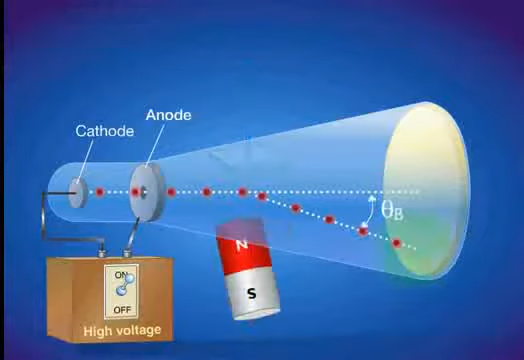 Anode
Cathode
θB
N
S
ON
OFF
High voltage